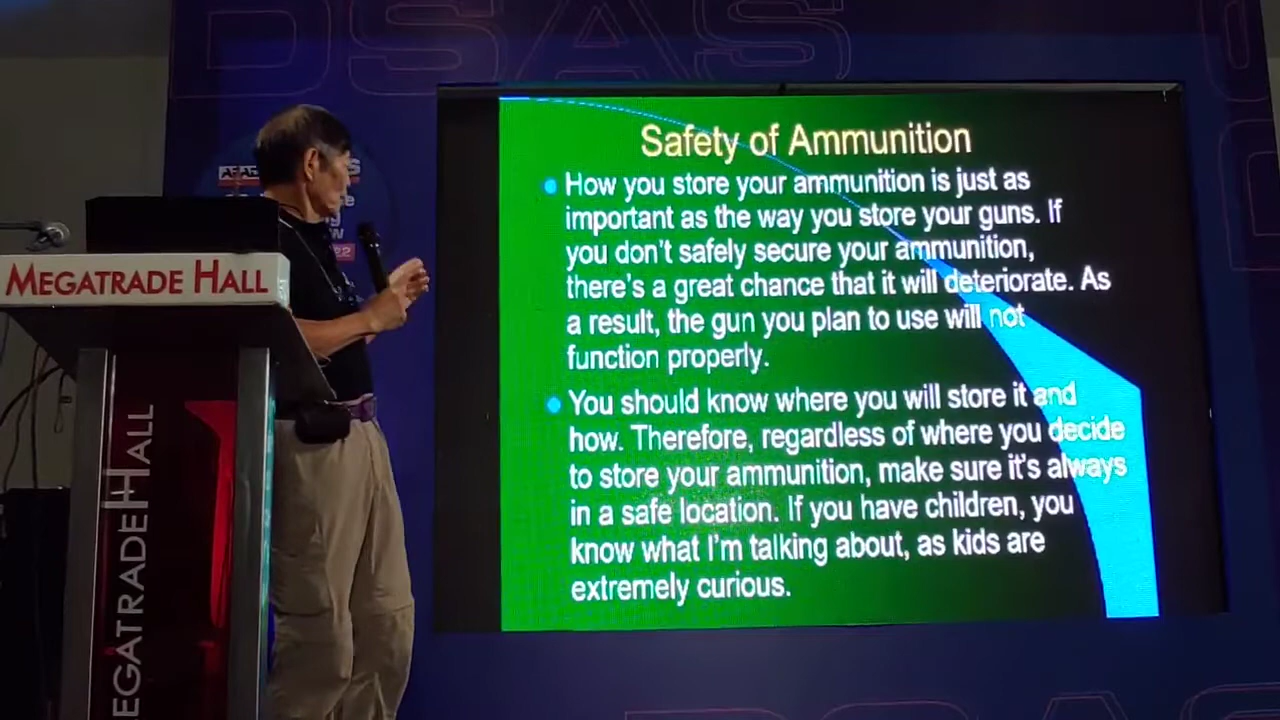 DSAS
Safety of Ammunition
How you store your ammunition is just as
important as the way you store your guns. If
you don't safely secure your ammunition,
there's a great chance that it will deteriorate. As
a result, the gun you plan to use will not
function properly.
You should know where you will store it and
how. Therefore, regardless of where you decide
to store your ammunition, make sure it's always
in a safe location. If you have children, you
know what I'm talking about, as kids are
extremely curious.
MEGATRADE HALL
MEGATRADEHALL